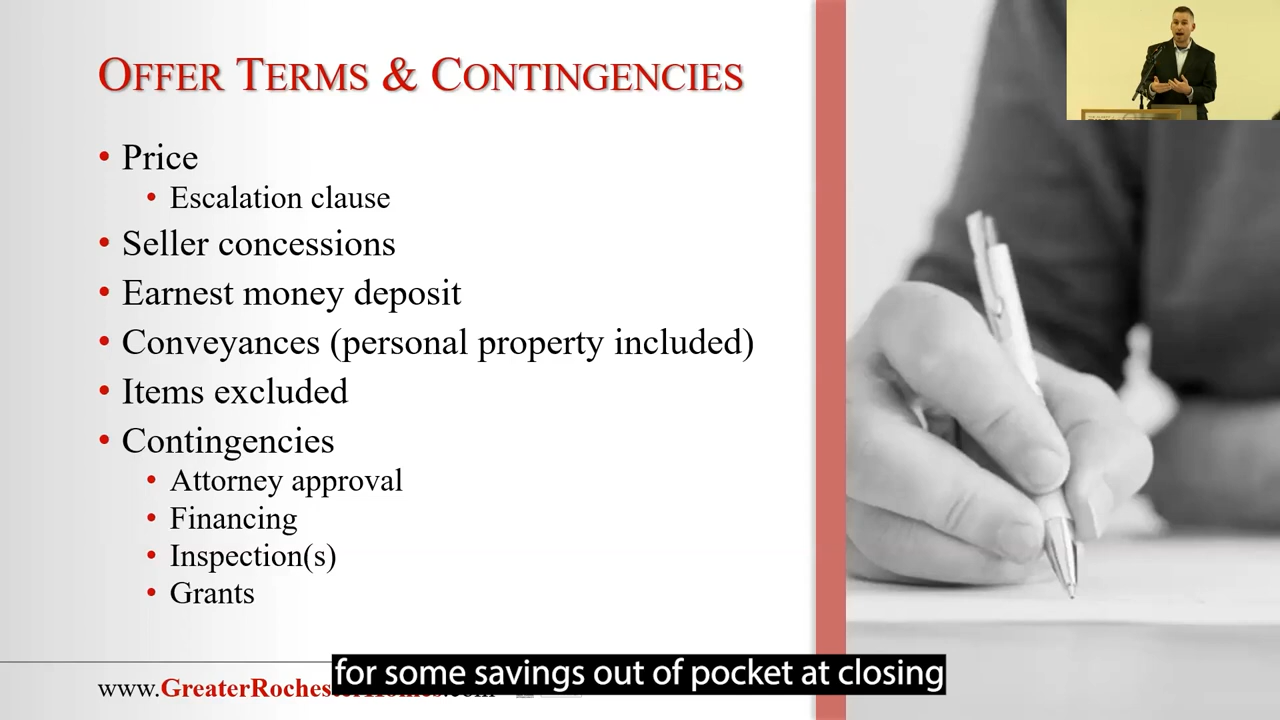 OFFER TERMS & CONTINGENCIES
• Price
• Escalation clause
• Seller concessions
• Earnest money deposit
• Conveyances (personal property included)
• Items excluded
• Contingencies
• Attorney approval
• Financing
• Inspection(s)
• Grants
for some savings out of pocket at closing
www.GreaterRochesterHomes.com